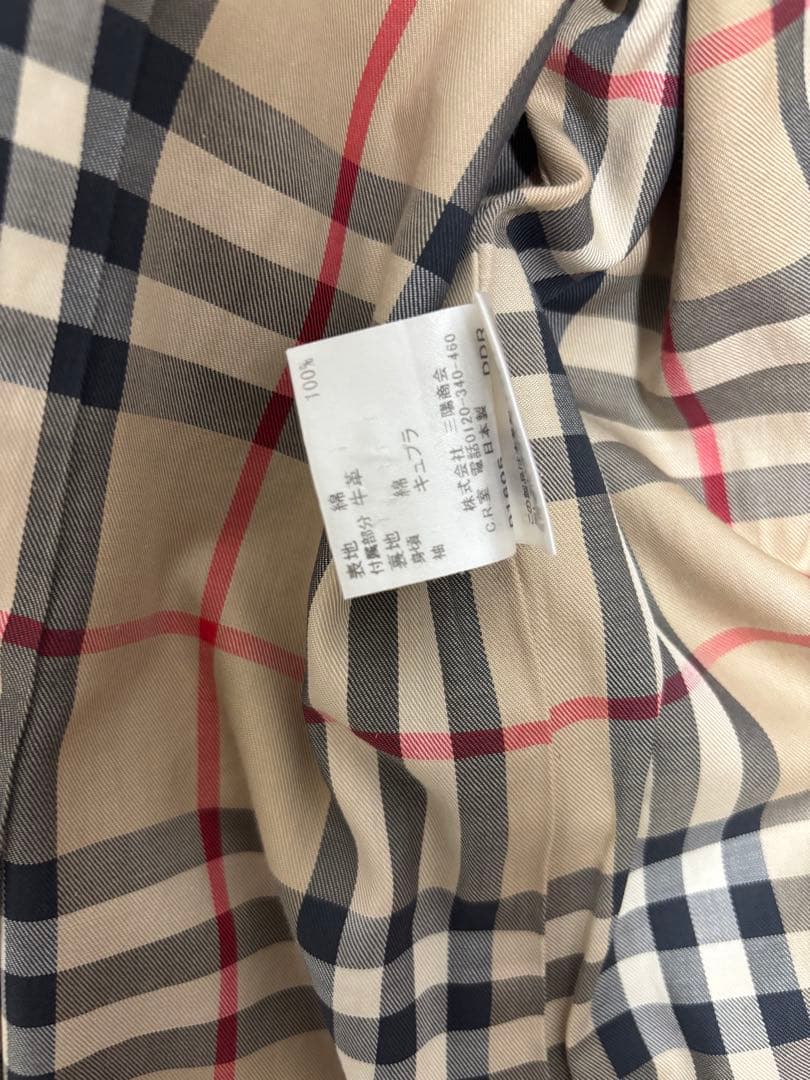 表地 綿 100%
付属部分 牛革
裏地
身頃 綿
袖 キュプラ
株式会社 三陽商会
電話0120-340-460
CR室 日本製